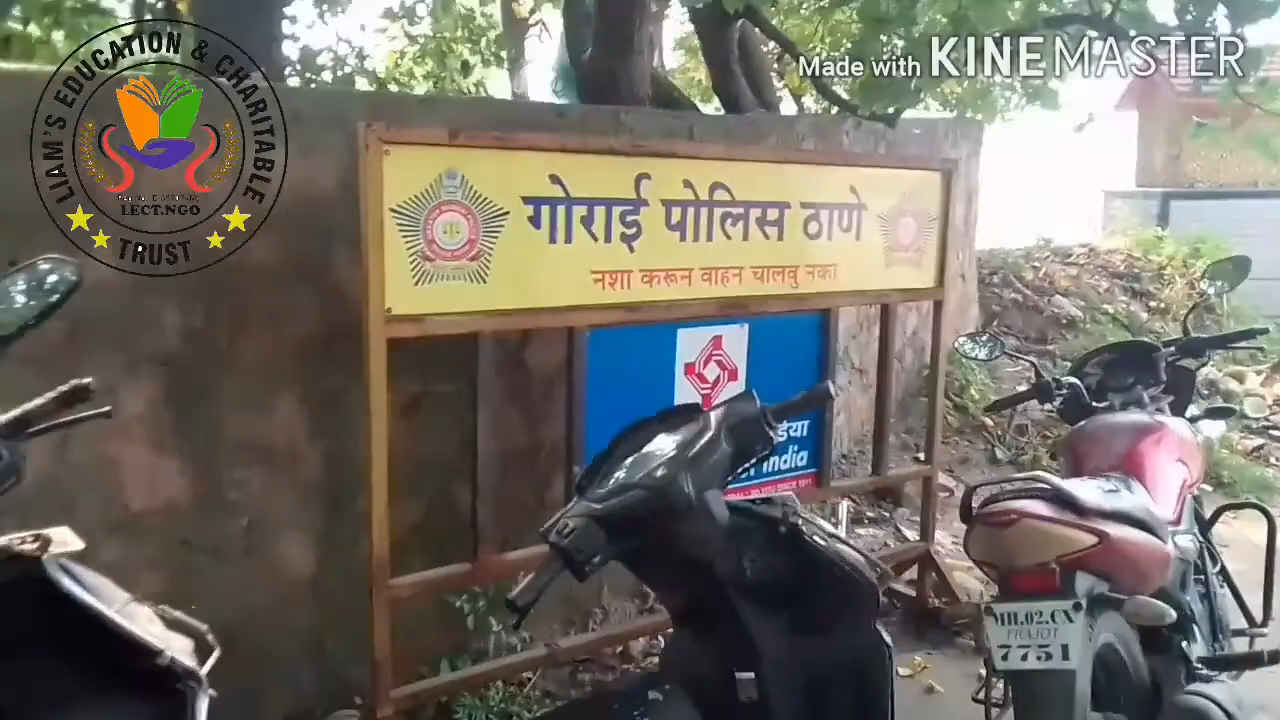 LIAM'S EDUCATION & CHARITABLE
LECT.NGO
TRUST
Made with KINEMASTER
गोराई पोलिस ठाणे
नशा करून वाहन चालवु नका
India
MH.02.CX
PRAJOT
7751